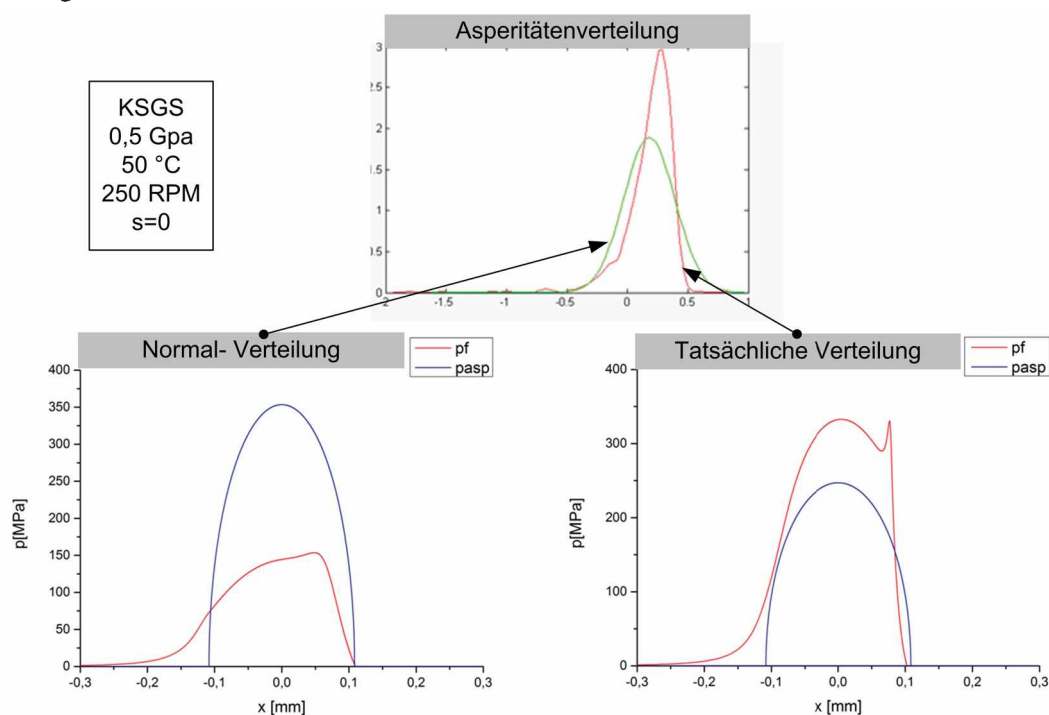 Asperitätenverteilung
KSGS
0,5 Gpa
50 °C
250 RPM
s=0
3
2.5
2
1.5
1
0.5
0
2 -1.5 -1 -0.5 0 0.5 1
Normal- Verteilung
pf
pasp
400
350
300
250
200
150
100
50
0
p[MPa]
-0,3 -0,2 -0,1 0,0 0,1 0,2 0,3
x [mm]
Tatsächliche Verteilung
pf
pasp
400
300
200
100
0
p[MPa]
-0,3 -0,2 -0,1 0,0 0,1 0,2 0,3
x [mm]